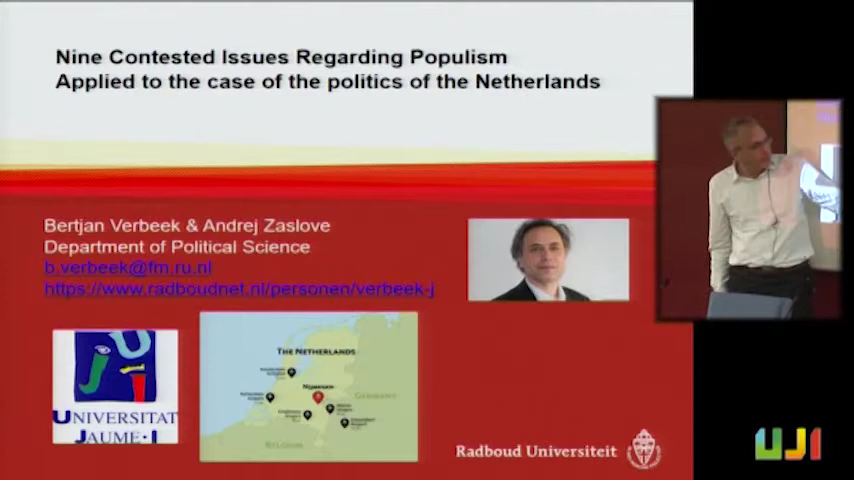 Nine Contested Issues Regarding Populism
Applied to the case of the politics of the Netherlands
Bertjan Verbeek & Andrej Zaslove
Department of Political Science
b.verbeek@fm.ru.nl
https://www.radboudnet.nl/personen/verbeek-j
UJI
UNIVERSITAT
JAUME·I
THE NETHERLANDS
GERMANY
BELGIUM
Radboud Universiteit
UJI